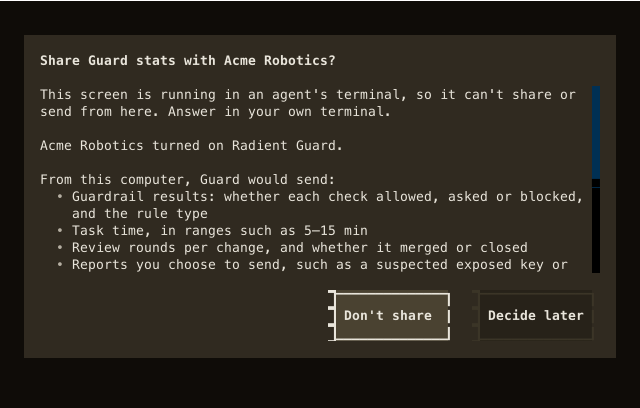 Share Guard stats with Acme Robotics?
This screen is running in an agent's terminal, so it can't share or
send from here. Answer in your own terminal.
Acme Robotics turned on Radient Guard.
From this computer, Guard would send:
• Guardrail results: whether each check allowed, asked or blocked,
and the rule type
• Task time, in ranges such as 5–15 min
• Review rounds per change, and whether it merged or closed
• Reports you choose to send, such as a suspected exposed key or
Don't share
Decide later